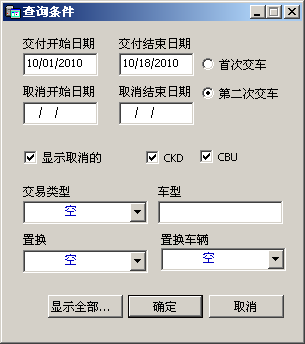 查询条件
交付开始日期 交付结束日期
10/01/2010 10/18/2010 首次交车
取消开始日期 取消结束日期 第二次交车
/ / / /
显示取消的 CKD CBU
交易类型 车型
空
置换 置换车辆
空 空
显示全部... 确定 取消